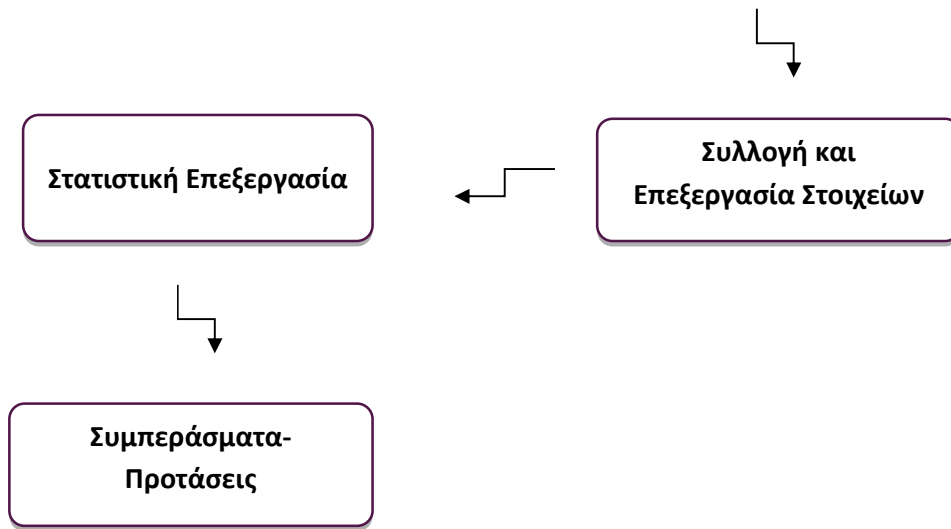 Συλλογή και
Επεξεργασία Στοιχείων
Στατιστική Επεξεργασία
Συμπεράσματα-
Προτάσεις